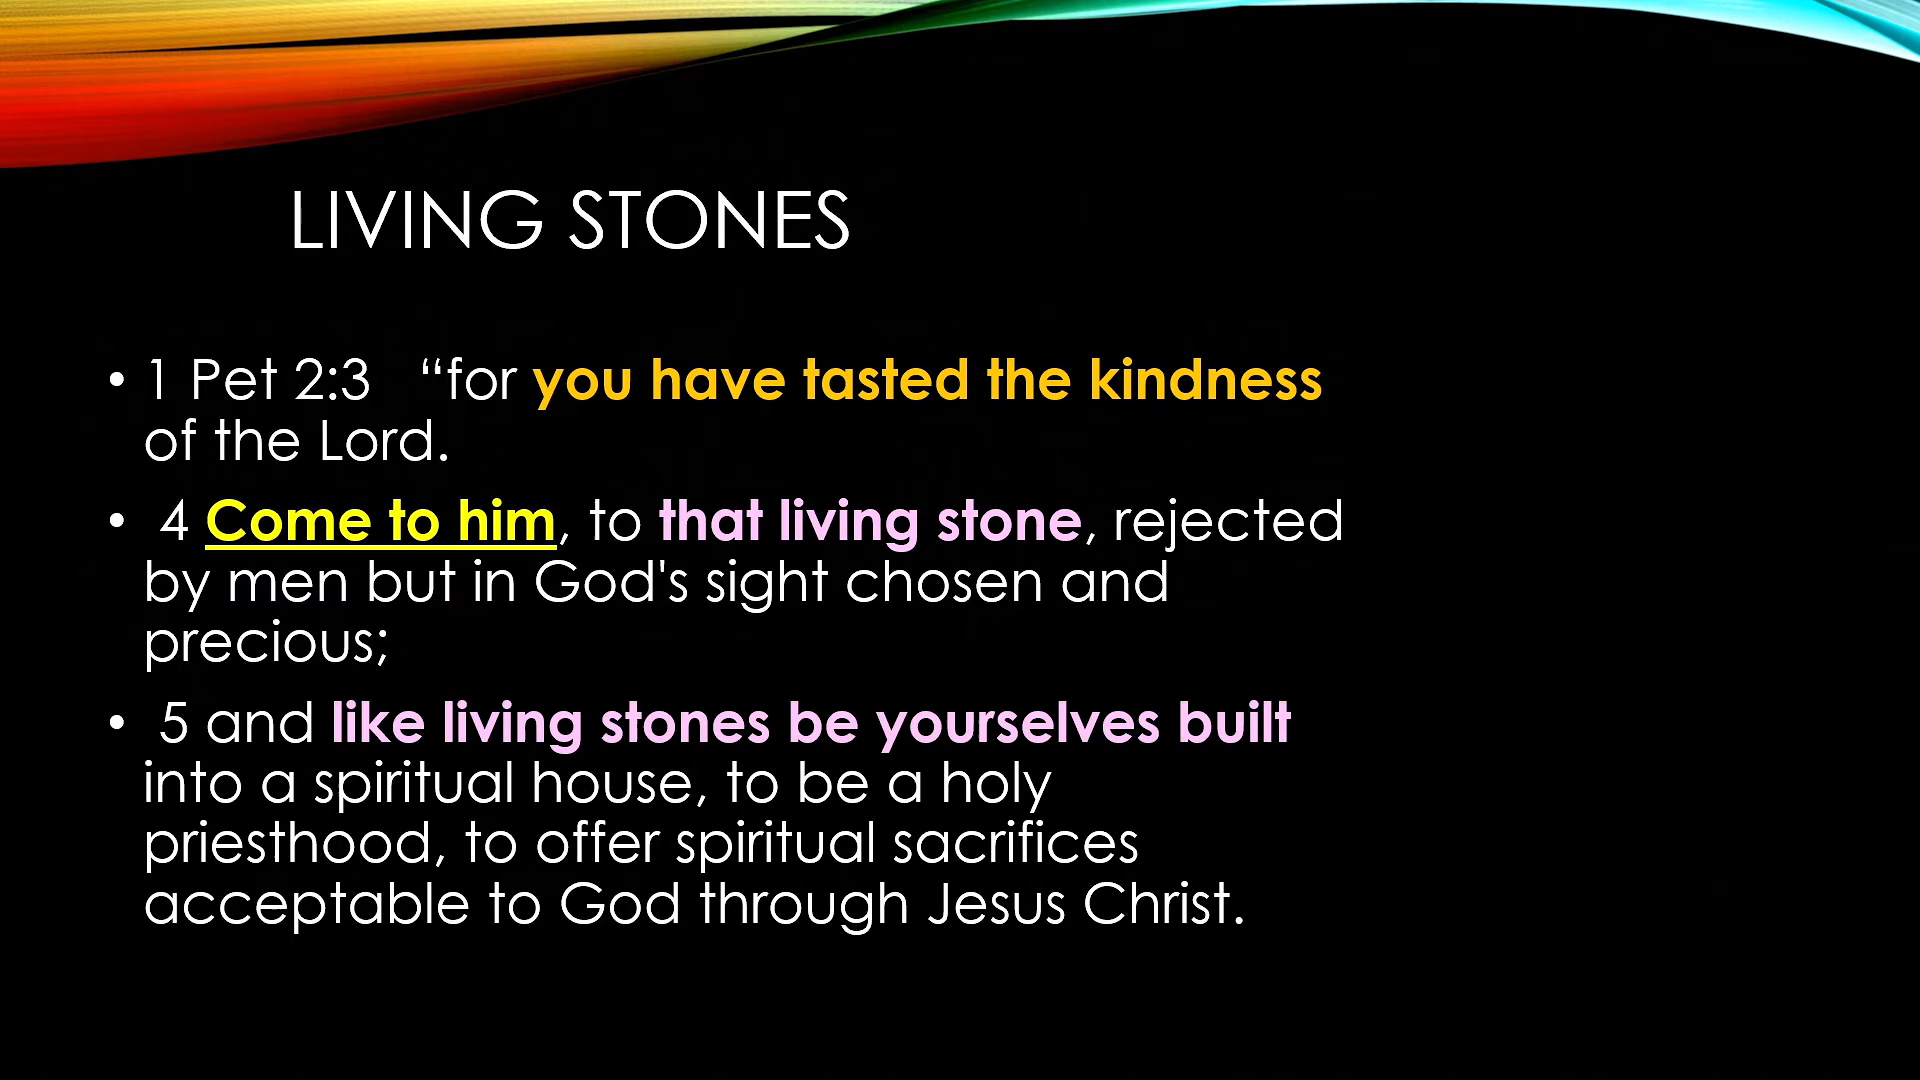 LIVING STONES
• 1 Pet 2:3 “for you have tasted the kindness
of the Lord.
• 4 Come to him, to that living stone, rejected
by men but in God's sight chosen and
precious;
• 5 and like living stones be yourselves built
into a spiritual house, to be a holy
priesthood, to offer spiritual sacrifices
acceptable to God through Jesus Christ.